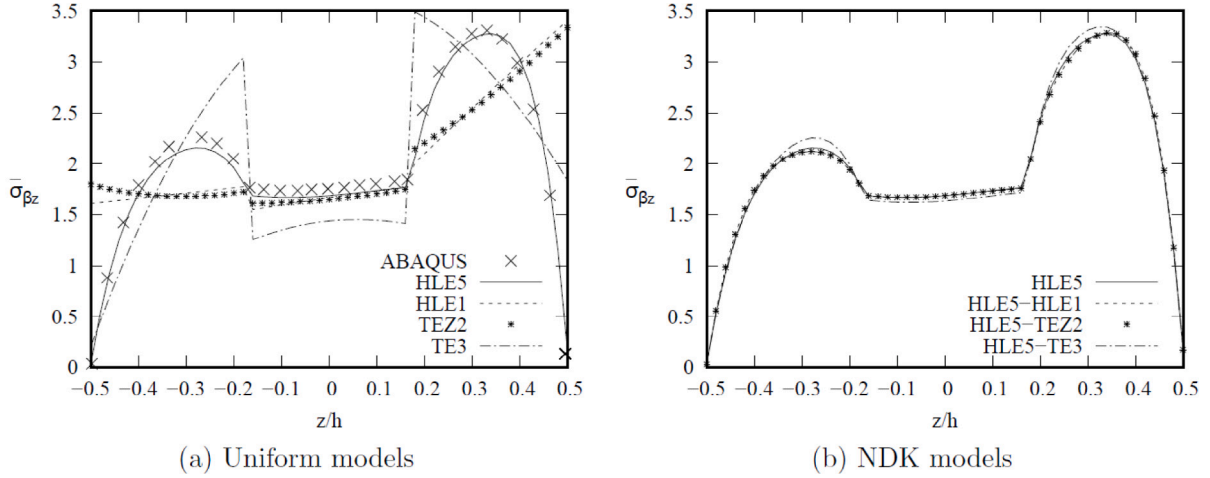 3.5
3
2.5
2
1.5
1
0.5
0
σ̄βz
ABAQUS
HLE5
HLE1
TEZ2
TE3
−0.5 −0.4 −0.3 −0.2 −0.1 0 0.1 0.2 0.3 0.4 0.5
z/h
(a) Uniform models
3.5
3
2.5
2
1.5
1
0.5
0
σ̄βz
HLE5
HLE5−HLE1
HLE5−TEZ2
HLE5−TE3
−0.5 −0.4 −0.3 −0.2 −0.1 0 0.1 0.2 0.3 0.4 0.5
z/h
(b) NDK models